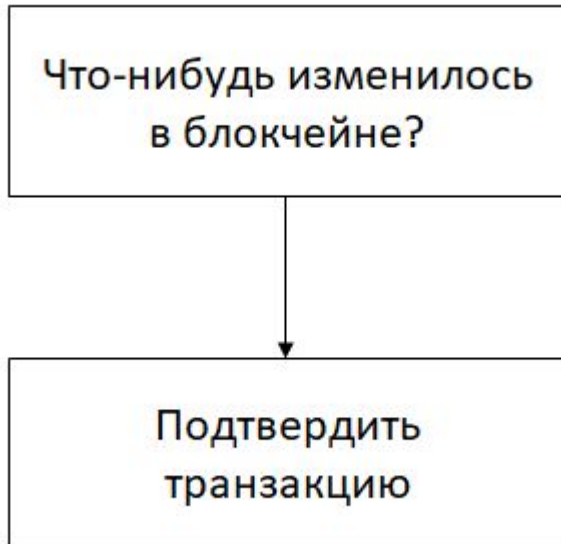 Что-нибудь изменилось
в блокчейне?
Подтвердить
транзакцию